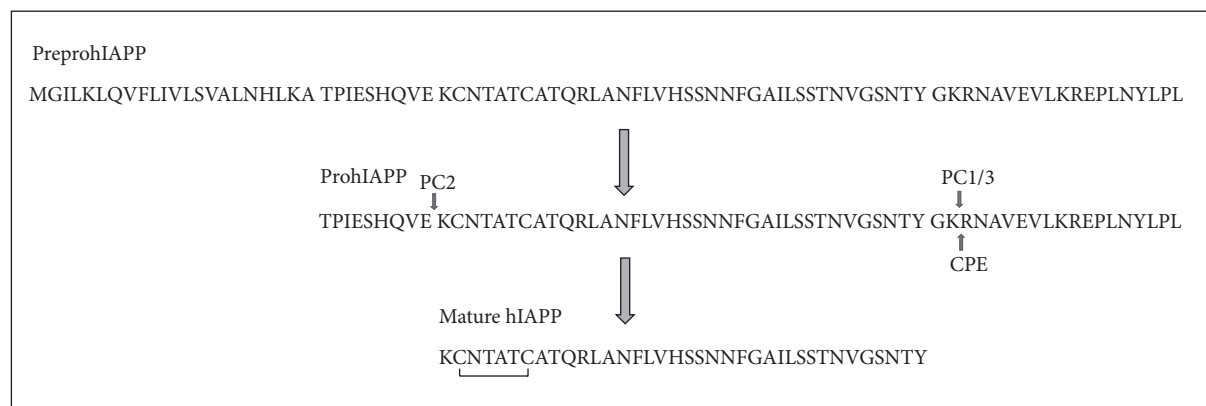 PreprohIAPP
MGILKLQVFLIVLSVALNHLKA TPIESHQVE KCNTATCATQRLANFLVHSSNNFGAILSSTNVGSNTY GKRNAVEVLKREPLNYLPL
ProhIAPP PC2 PC1/3
TPIESHQVE KCNTATCATQRLANFLVHSSNNFGAILSSTNVGSNTY GKRNAVEVLKREPLNYLPL
CPE
Mature hIAPP
KCNTATCATQRLANFLVHSSNNFGAILSSTNVGSNTY